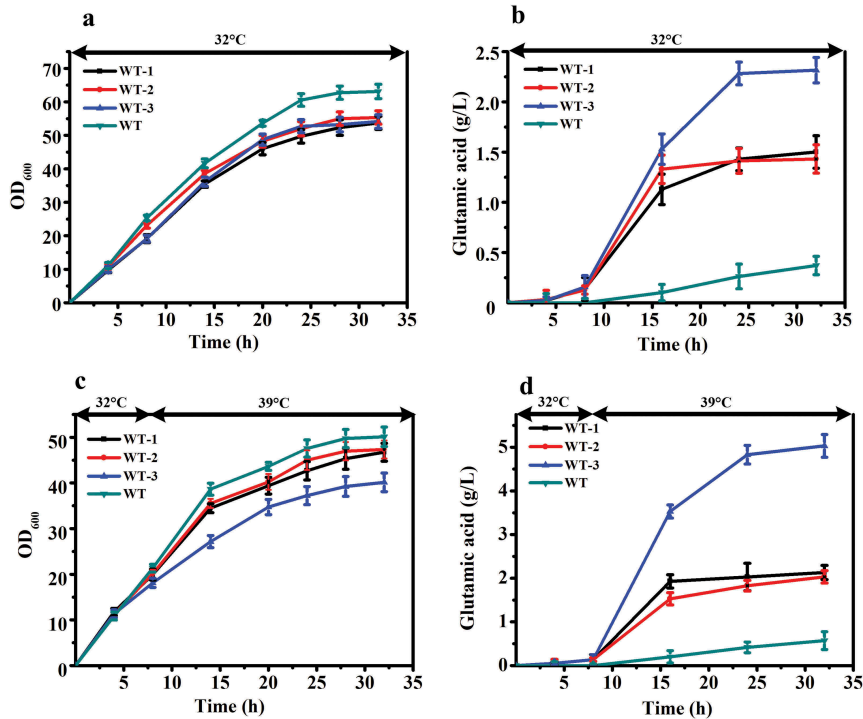 a
32°C
70
60
50
40
30
20
10
0
WT-1
WT-2
WT-3
WT
OD600
5 10 15 20 25 30 35
Time (h)
b
32°C
2.5
2.0
1.5
1.0
0.5
0
WT-1
WT-2
WT-3
WT
Glutamic acid (g/L)
5 10 15 20 25 30 35
Time (h)
c
32°C 39°C
50
40
30
20
10
0
WT-1
WT-2
WT-3
WT
OD600
5 10 15 20 25 30 35
Time (h)
d
32°C 39°C
5
4
3
2
1
0
WT-1
WT-2
WT-3
WT
Glutamic acid (g/L)
5 10 15 20 25 30 35
Time (h)